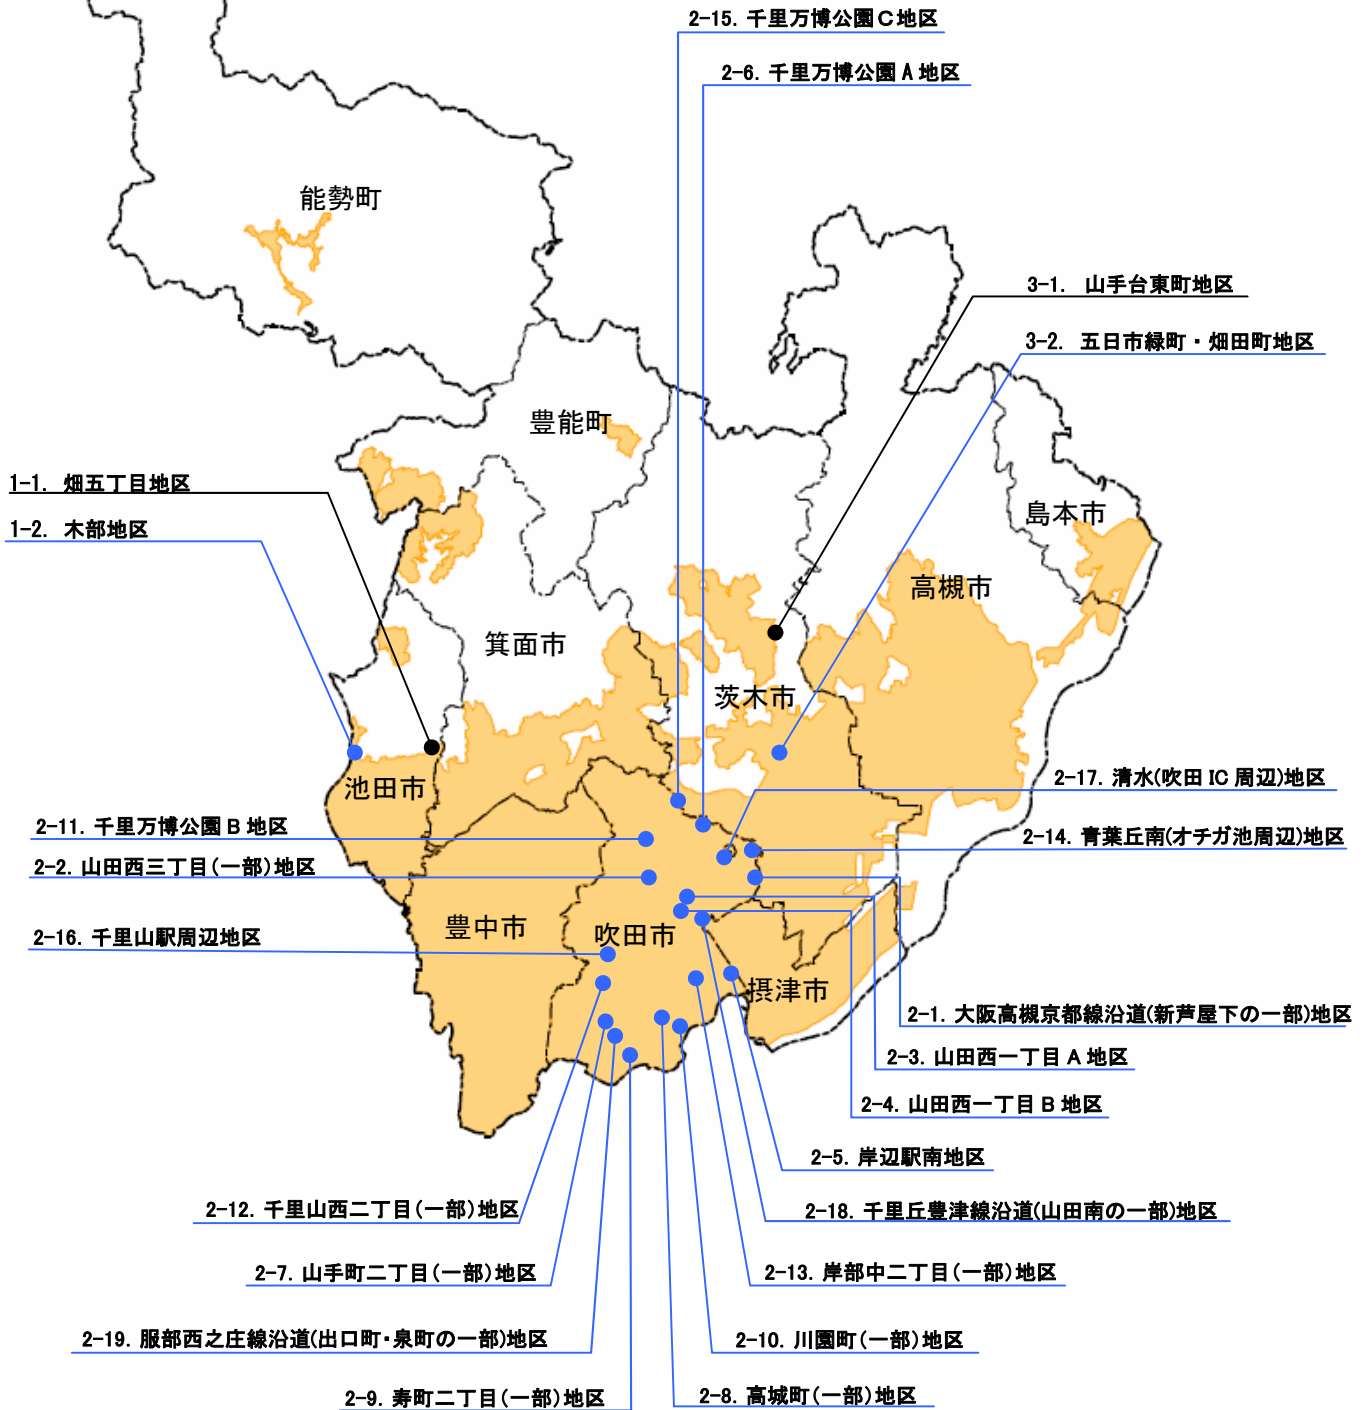 2-15. 千里万博公園C地区
2-6. 千里万博公園 A 地区
能勢町
3-1. 山手台東町地区
3-2. 五日市緑町・畑田町地区
豊能町
1-1. 畑五丁目地区
島本市
1-2. 木部地区
高槻市
箕面市
茨木市
2-17. 清水(吹田 IC 周辺)地区
池田市
2-11. 千里万博公園 B 地区
2-14. 青葉丘南(オチガ池周辺)地区
2-2. 山田西三丁目(一部)地区
豊中市
吹田市
2-16. 千里山駅周辺地区
摂津市
2-1. 大阪高槻京都線沿道(新芦屋下の一部)地区
2-3. 山田西一丁目 A 地区
2-4. 山田西一丁目 B 地区
2-5. 岸辺駅南地区
2-12. 千里山西二丁目(一部)地区
2-18. 千里丘豊津線沿道(山田南の一部)地区
2-7. 山手町二丁目(一部)地区
2-13. 岸部中二丁目(一部)地区
2-19. 服部西之庄線沿道(出口町・泉町の一部)地区
2-10. 川園町(一部)地区
2-9. 寿町二丁目(一部)地区
2-8. 高城町(一部)地区